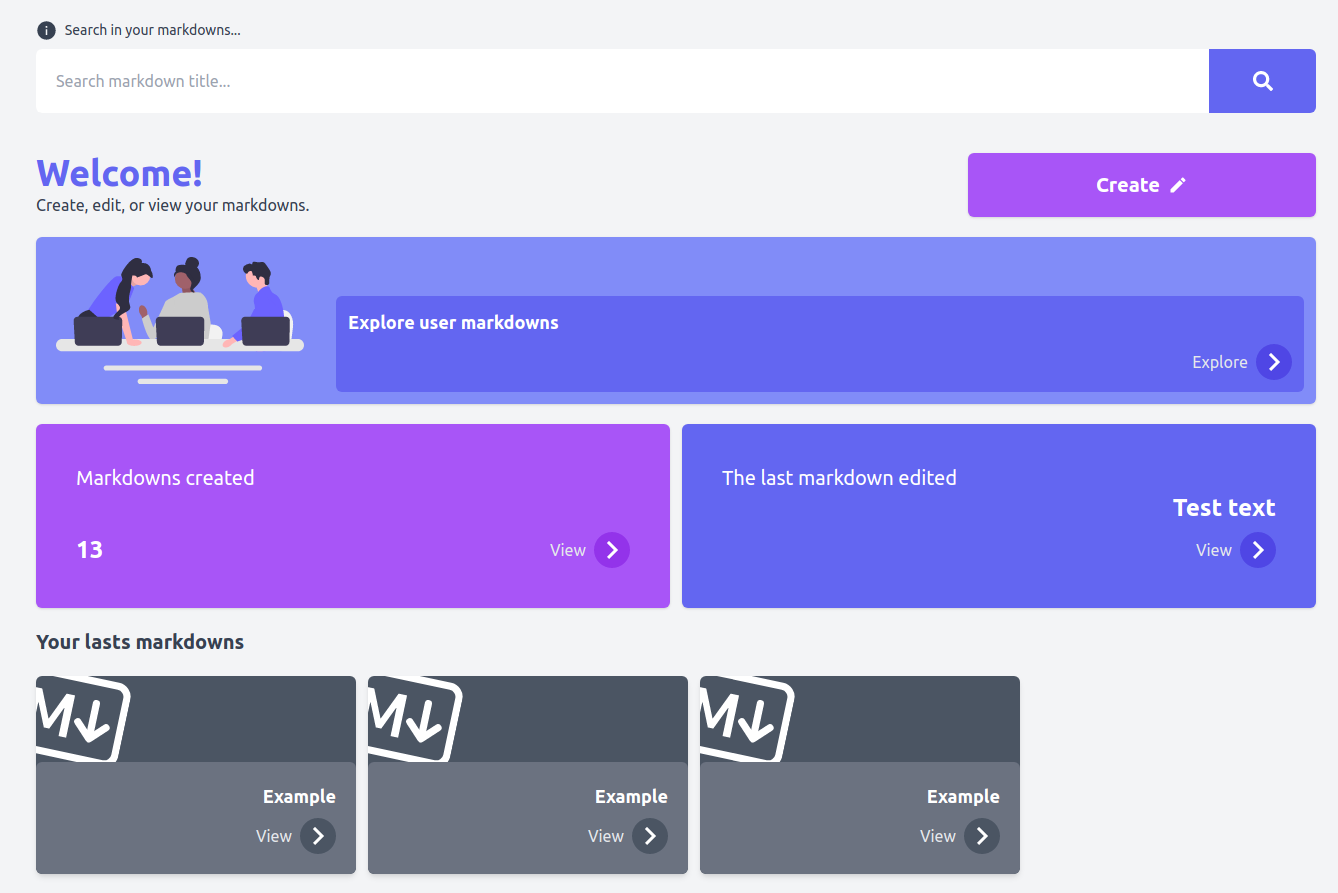 Search in your markdowns...
Search markdown title...
Welcome!
Create, edit, or view your markdowns.
Create
Explore user markdowns
Explore
Markdowns created
13
View
The last markdown edited
Test text
View
Your lasts markdowns
M
Example
View
M
Example
View
M
Example
View